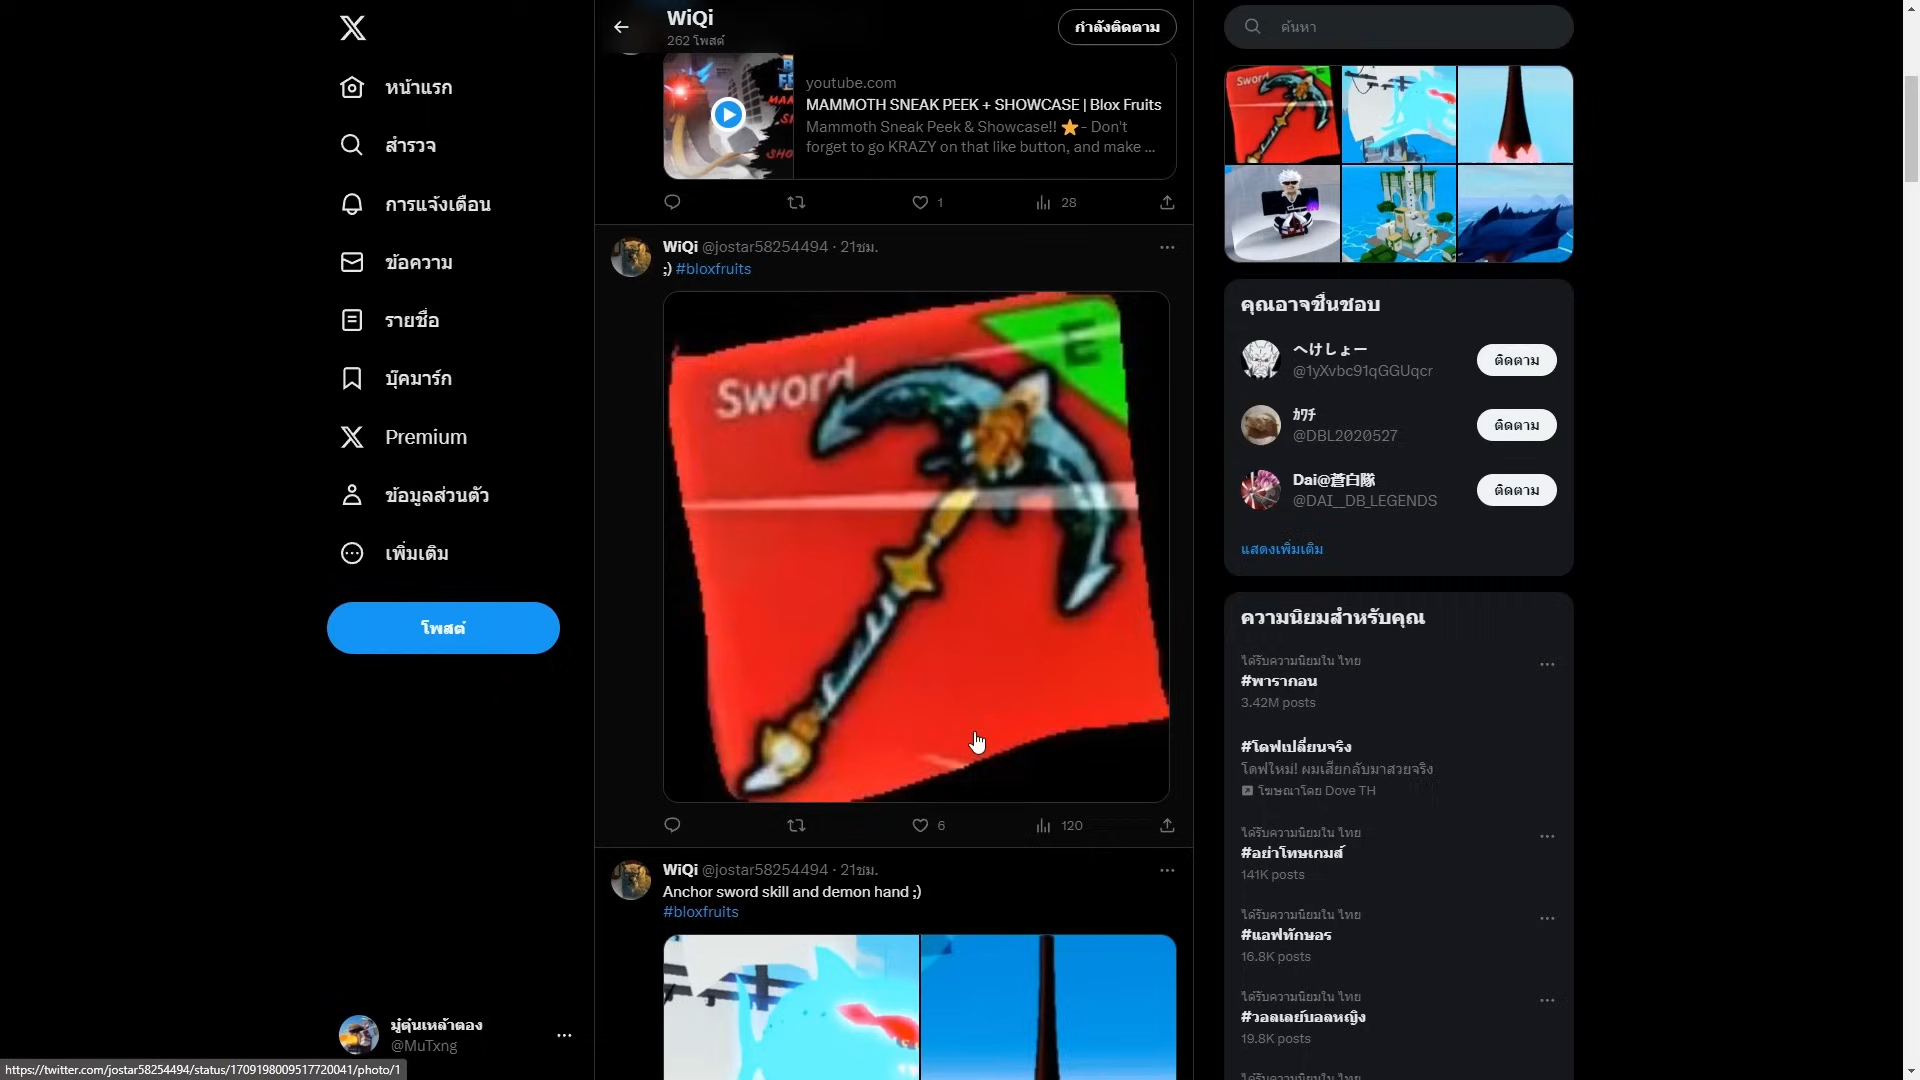 หน้าแรก
สำรวจ
การแจ้งเตือน
ข้อความ
รายชื่อ
บุ๊คมาร์ก
Premium
ข้อมูลส่วนตัว
เพิ่มเติม
โพสต์
มู๋ตุ๋นเหล้าตอง
@MuTxng
https://twitter.com/jostar58254494/status/1709198009517720041/photo/1
WiQi
262 โพสต์
กำลังติดตาม
youtube.com
MAMMOTH SNEAK PEEK + SHOWCASE | Blox Fruits
Mammoth Sneak Peek & Showcase!! ⭐ - Don't
forget to go KRAZY on that like button, and make ...
1
28
WiQi @jostar58254494 · 21ชม.
;) #bloxfruits
Sword
E
6
120
WiQi @jostar58254494 · 21ชม.
Anchor sword skill and demon hand ;)
#bloxfruits
ค้นหา
Sword
คุณอาจชื่นชอบ
へけしょー
@1yXvbc91qGGUqcr
ติดตาม
ｶﾜﾁ
@DBL2020527
ติดตาม
Dai@蒼白隊
@DAI__DB_LEGENDS
ติดตาม
แสดงเพิ่มเติม
ความนิยมสำหรับคุณ
ได้รับความนิยมใน ไทย
#พารากอน
3.42M posts
#โดฟเปลี่ยนจริง
โดฟใหม่! ผมเสียกลับมาสวยจริง
โฆษณาโดย Dove TH
ได้รับความนิยมใน ไทย
#อย่าโทษเกมส์
141K posts
ได้รับความนิยมใน ไทย
#แอฟทักษอร
16.8K posts
ได้รับความนิยมใน ไทย
#วอลเลย์บอลหญิง
19.8K posts